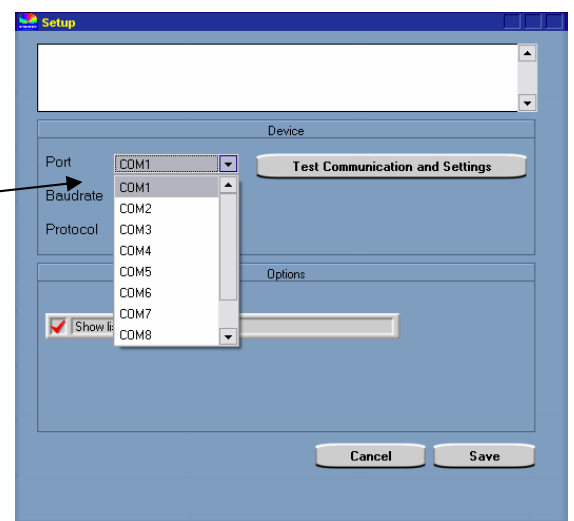 Setup
Device
Port
COM1
Test Communication and Settings
COM1
Baudrate
COM2
Protocol
COM3
COM4
COM5
Options
COM6
COM7
Show
COM8
Cancel
Save